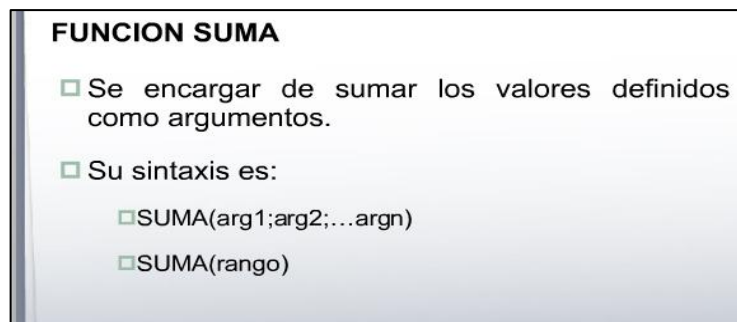 FUNCION SUMA
Se encargar de sumar los valores definidos
como argumentos.
Su sintaxis es:
SUMA(arg1;arg2;…argn)
SUMA(rango)